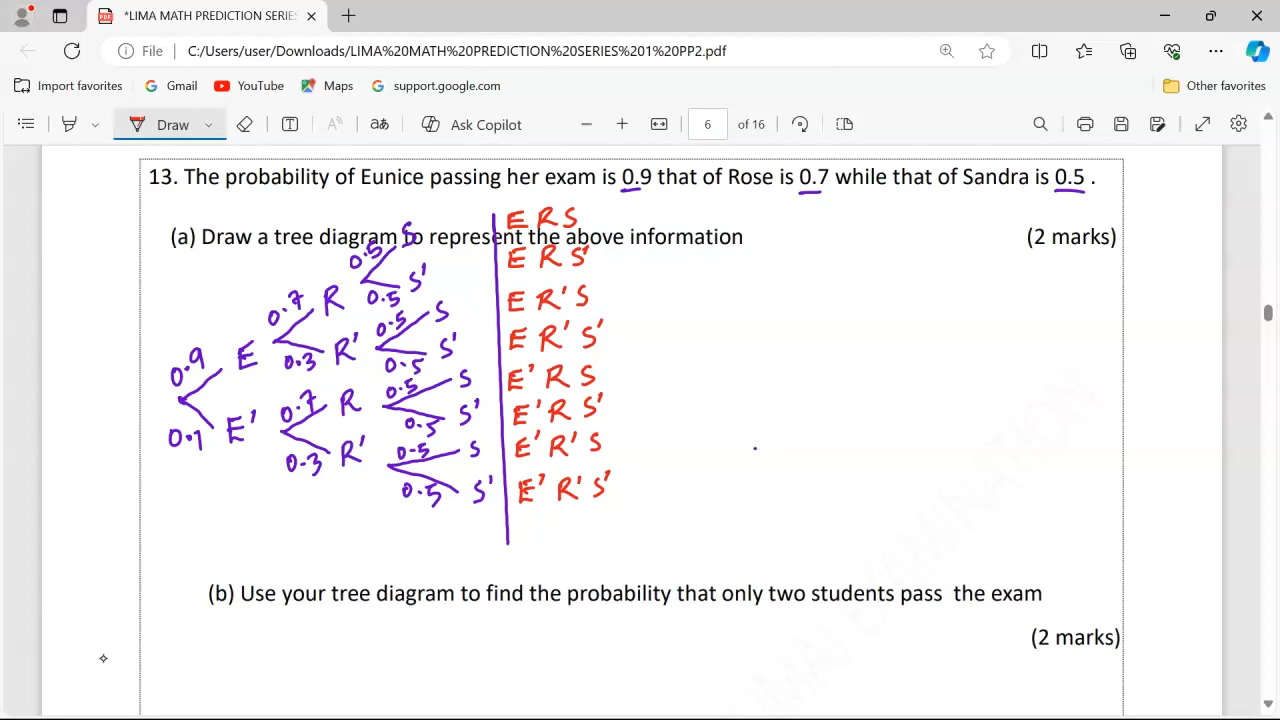 *LIMA MATH PREDICTION SERIE
File C:/Users/user/Downloads/LIMA%20MATH%20PREDICTION%20SERIES%201%20PP2.pdf
Import favorites Gmail YouTube Maps support.google.com Other favorites
Draw Ask Copilot 6 of 16
13. The probability of Eunice passing her exam is 0.9 that of Rose is 0.7 while that of Sandra is 0.5 .
E R S
(a) Draw a tree diagram to represent the above information (2 marks)
0.5 S
E R S'
0.5 S'
0.7 R
E R' S
0.5 S
0.3 R'
E R' S'
0.5 S'
0.9 E
E' R S
0.5 S
0.7 R
E' R S'
S'
0.1 E'
E' R' S
0.5 S
0.3 R'
E' R' S'
0.5 S'
(b) Use your tree diagram to find the probability that only two students pass the exam
(2 marks)